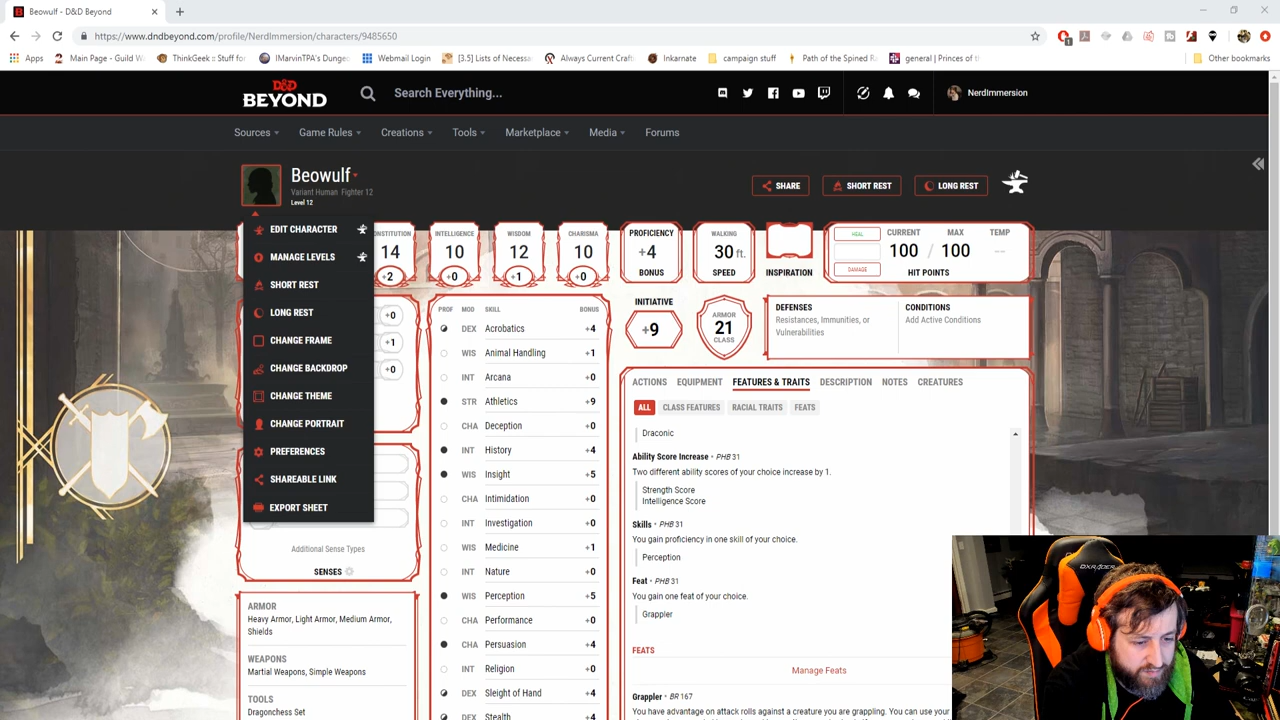 Beowulf - D&D Beyond
https://www.dndbeyond.com/profile/NerdImmersion/characters/9485650
Apps
Main Page - Guild W
ThinkGeek :: Stuff for
IMarvinTPA's Dunge
Webmail Login
[3.5] Lists of Necessa
Always Current Craft
Inkarnate
campaign stuff
Path of the Spined R
general | Princes of t
Other bookmarks
D&D BEYOND
Search Everything...
NerdImmersion
Sources
Game Rules
Creations
Tools
Marketplace
Media
Forums
Beowulf
Variant Human Fighter 12
Level 12
SHARE
SHORT REST
LONG REST
EDIT CHARACTER
MANAGE LEVELS
SHORT REST
LONG REST
CHANGE FRAME
CHANGE BACKDROP
CHANGE THEME
CHANGE PORTRAIT
PREFERENCES
SHAREABLE LINK
EXPORT SHEET
ONSTITUTION
14
+2
INTELLIGENCE
10
+0
WISDOM
12
+1
CHARISMA
10
+0
PROFICIENCY
+4
BONUS
WALKING
30 ft.
SPEED
INSPIRATION
HEAL
DAMAGE
CURRENT
MAX
TEMP
100 / 100
--
HIT POINTS
+0
+1
+0
Additional Sense Types
SENSES
ARMOR
Heavy Armor, Light Armor, Medium Armor,
Shields
WEAPONS
Martial Weapons, Simple Weapons
TOOLS
Dragonchess Set
PROF MOD SKILL BONUS
DEX Acrobatics +4
WIS Animal Handling +1
INT Arcana +0
STR Athletics +9
CHA Deception +0
INT History +4
WIS Insight +5
CHA Intimidation +0
INT Investigation +0
WIS Medicine +1
INT Nature +0
WIS Perception +5
CHA Performance +0
CHA Persuasion +4
INT Religion +0
DEX Sleight of Hand +4
DEX Stealth +4
INITIATIVE
+9
ARMOR
21
CLASS
DEFENSES
Resistances, Immunities, or
Vulnerabilities
CONDITIONS
Add Active Conditions
ACTIONS
EQUIPMENT
FEATURES & TRAITS
DESCRIPTION
NOTES
CREATURES
ALL
CLASS FEATURES
RACIAL TRAITS
FEATS
Draconic
Ability Score Increase • PHB 31
Two different ability scores of your choice increase by 1.
Strength Score
Intelligence Score
Skills • PHB 31
You gain proficiency in one skill of your choice.
Perception
Feat • PHB 31
You gain one feat of your choice.
Grappler
FEATS
Manage Feats
Grappler • BR 167
You have advantage on attack rolls against a creature you are grappling. You can use your
DXRACER